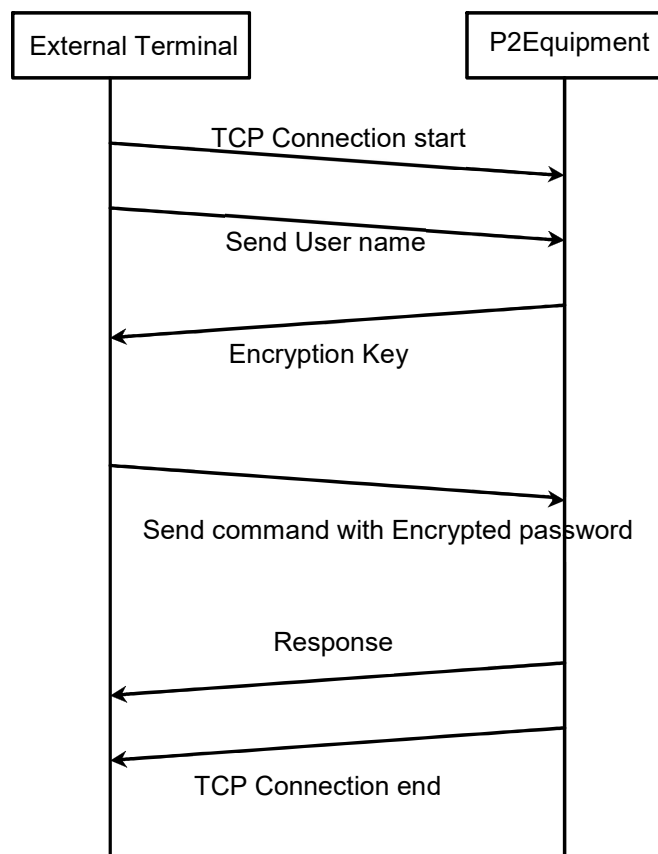 External Terminal
P2Equipment
TCP Connection start
Send User name
Encryption Key
Send command with Encrypted password
Response
TCP Connection end